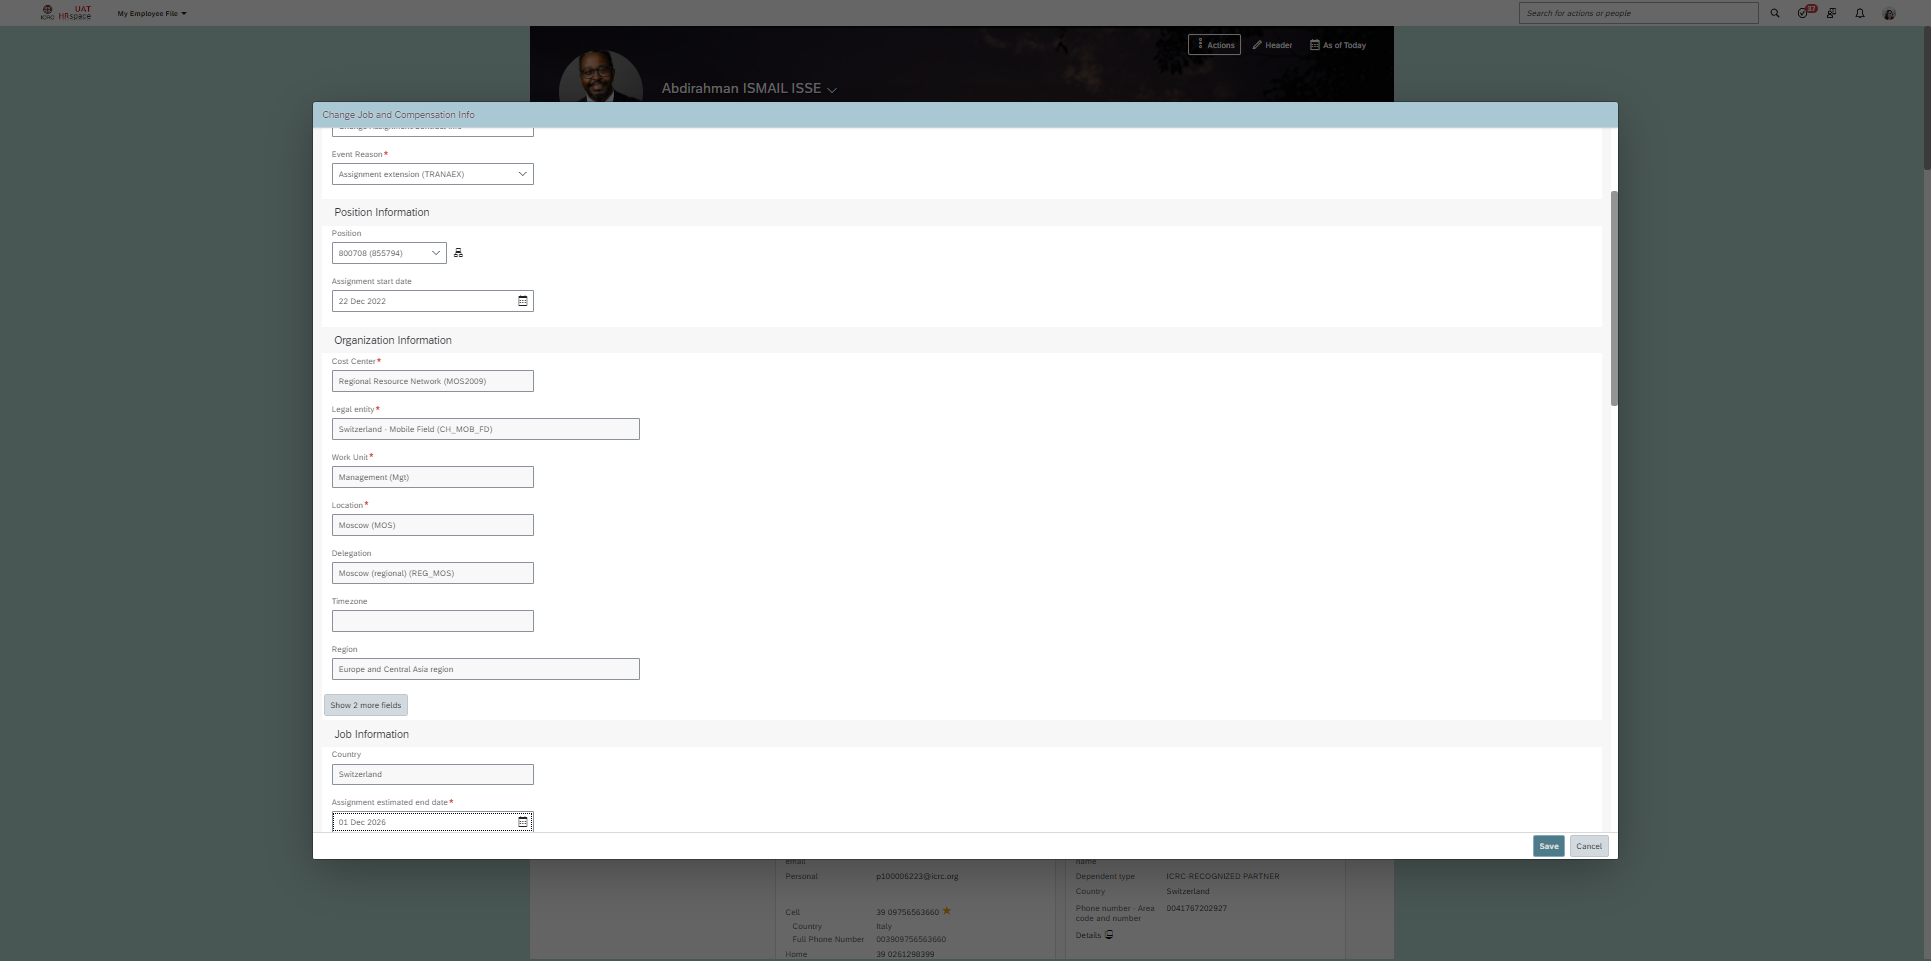 ICRC
UAT
HRspace
My Employee File
Search for actions or people
37
Actions
Header
As of Today
Abdirahman ISMAIL ISSE
Change Job and Compensation Info
Event Reason*
Assignment extension (TRANAEX)
Position Information
Position
800708 (855794)
Assignment start date
22 Dec 2022
Organization Information
Cost Center*
Regional Resource Network (MOS2009)
Legal entity*
Switzerland - Mobile Field (CH_MOB_FD)
Work Unit*
Management (Mgt)
Location*
Moscow (MOS)
Delegation
Moscow (regional) (REG_MOS)
Timezone
Region
Europe and Central Asia region
Show 2 more fields
Job Information
Country
Switzerland
Assignment estimated end date*
01 Dec 2026
Save
Cancel
email
Personal p100006223@icrc.org
Cell 39 09756563660
Country Italy
Full Phone Number 003909756563660
Home 39 0261298399
name
Dependent type ICRC-RECOGNIZED PARTNER
Country Switzerland
Phone number - Area code and number 0041767202927
Details